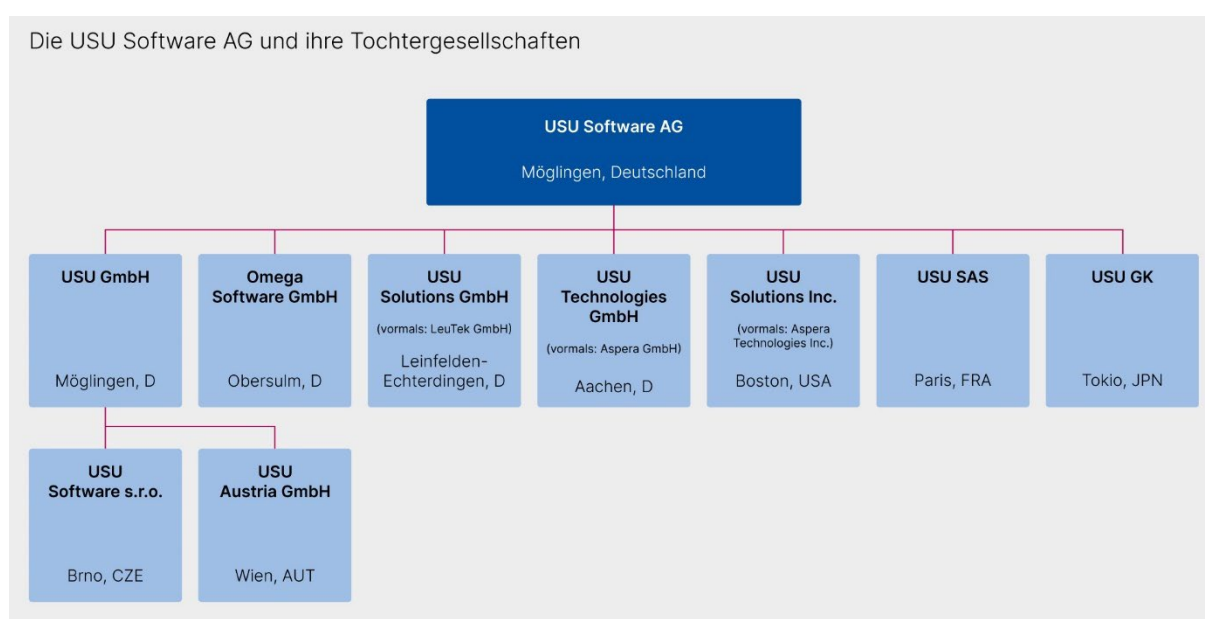 Die USU Software AG und ihre Tochtergesellschaften
USU Software AG
Möglingen, Deutschland
USU GmbH
Möglingen, D
Omega
Software GmbH
Obersulm, D
USU
Solutions GmbH
(vormals: LeuTek GmbH)
Leinfelden-
Echterdingen, D
USU
Technologies
GmbH
(vormals: Aspera GmbH)
Aachen, D
USU
Solutions Inc.
(vormals: Aspera
Technologies Inc.)
Boston, USA
USU SAS
Paris, FRA
USU GK
Tokio, JPN
USU
Software s.r.o.
Brno, CZE
USU
Austria GmbH
Wien, AUT